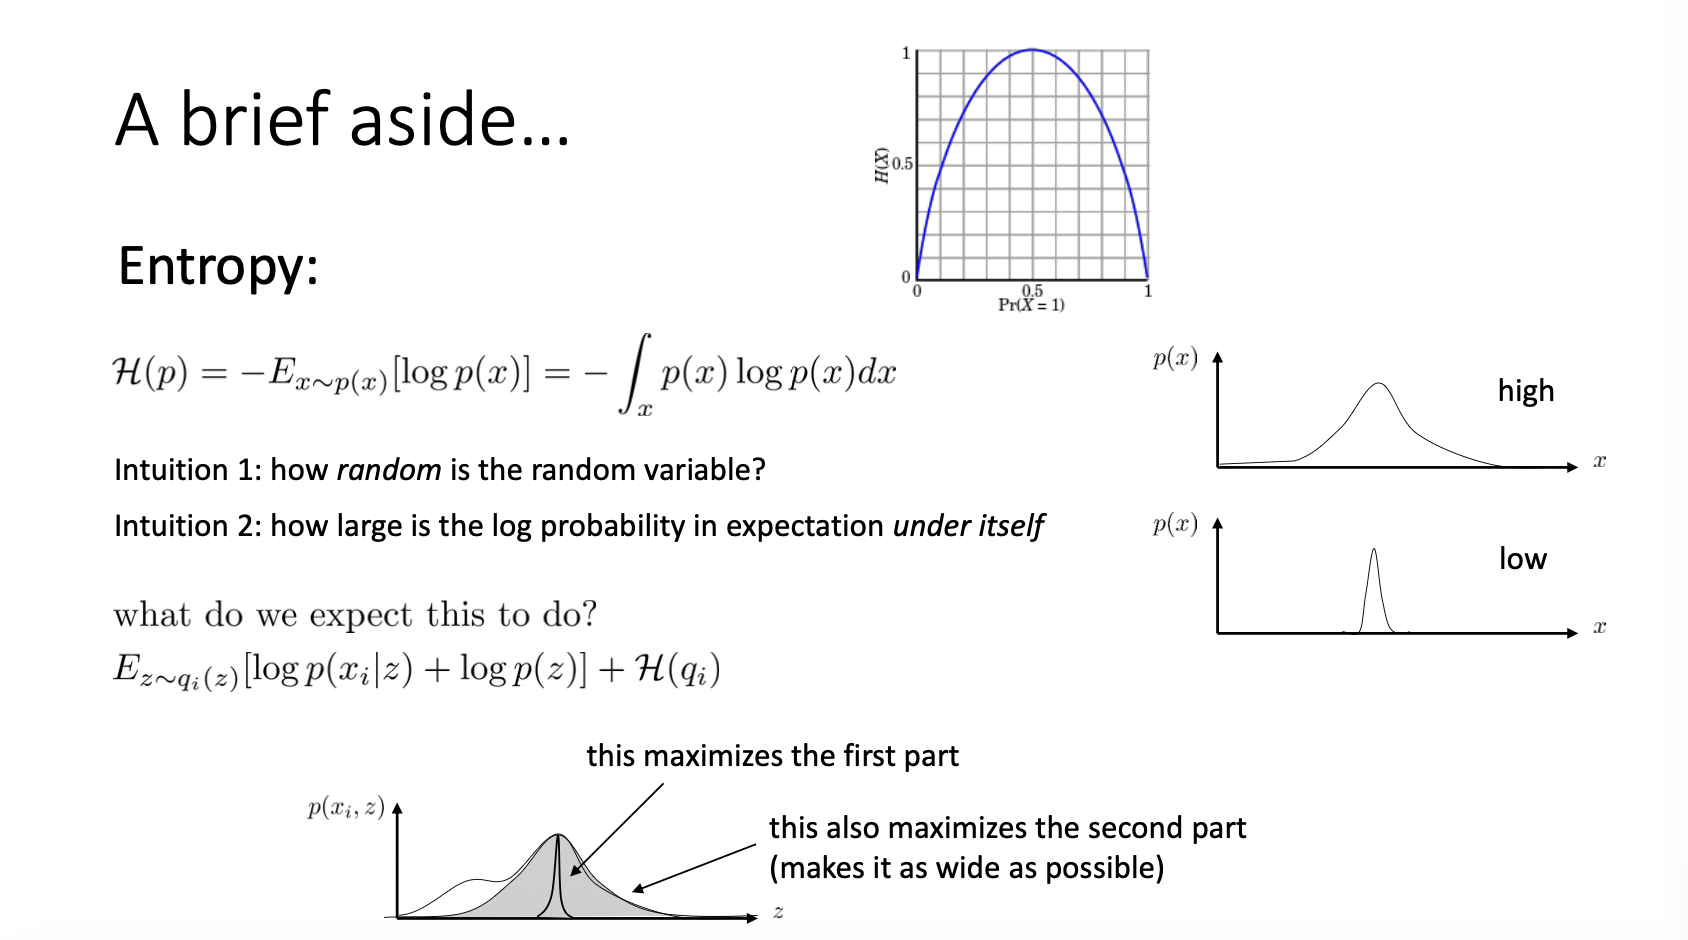 A brief aside...
1
H(X)
0.5
0
0
0.5
1
Pr(X = 1)
Entropy:
$\mathcal{H}(p) = -E_{x \sim p(x)}[\log p(x)] = -\int_x p(x) \log p(x) dx$
p(x)
high
x
Intuition 1: how random is the random variable?
Intuition 2: how large is the log probability in expectation under itself
p(x)
low
x
what do we expect this to do?
$E_{z \sim q_i(z)}[\log p(x_i|z) + \log p(z)] + \mathcal{H}(q_i)$
this maximizes the first part
$p(x_i, z)$
this also maximizes the second part
(makes it as wide as possible)
z